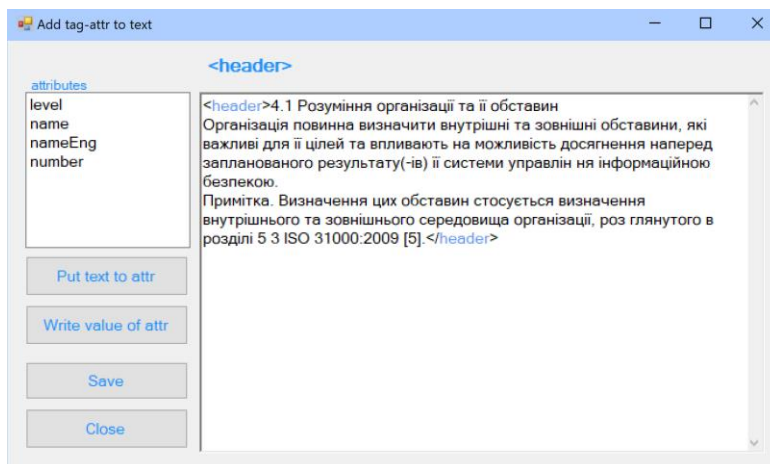 Add tag-attr to text
<header>
attributes
level
name
nameEng
number
Put text to attr
Write value of attr
Save
Close
<header>4.1 Розуміння організації та її обставин
Організація повинна визначити внутрішні та зовнішні обставини, які
важливі для її цілей та впливають на можливість досягнення наперед
запланованого результату(-ів) її системи управлін ня інформаційною
безпекою.
Примітка. Визначення цих обставин стосується визначення
внутрішнього та зовнішнього середовища організації, роз глянутого в
розділі 5 3 ISO 31000:2009 [5].</header>